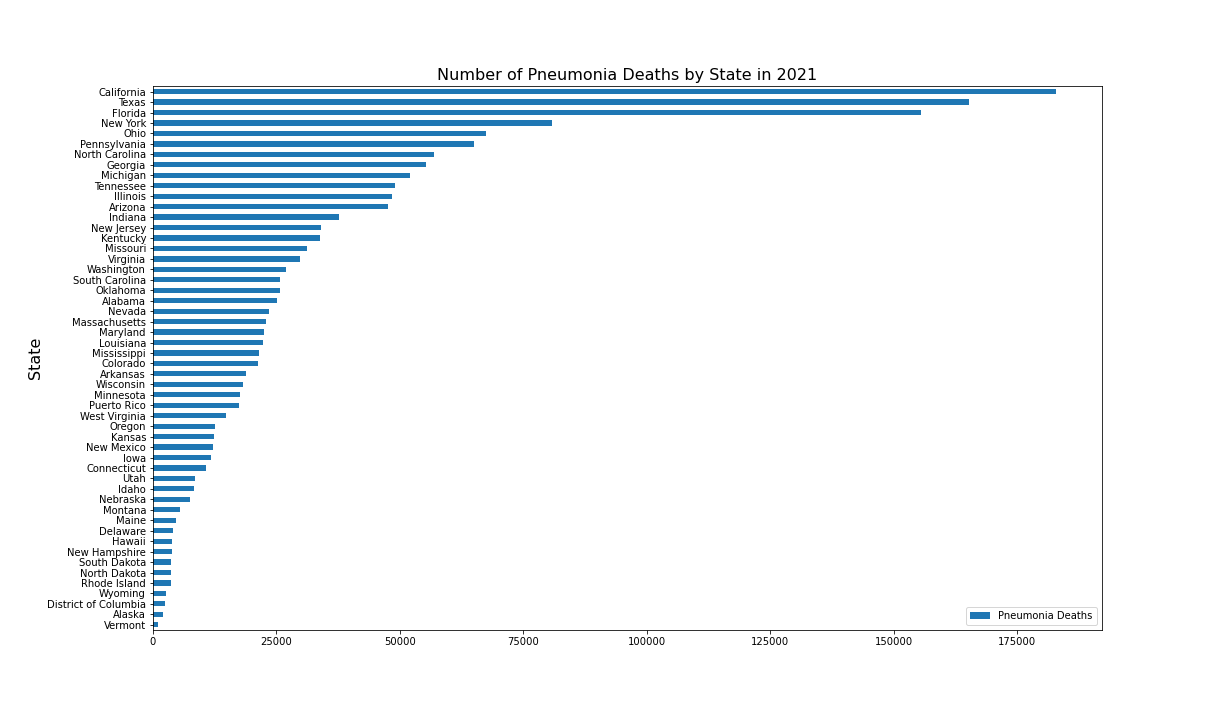 Number of Pneumonia Deaths by State in 2021
California
Texas
Florida
New York
Ohio
Pennsylvania
North Carolina
Georgia
Michigan
Tennessee
Illinois
Arizona
Indiana
New Jersey
Kentucky
Missouri
Virginia
Washington
South Carolina
Oklahoma
Alabama
Nevada
Massachusetts
Maryland
Louisiana
Mississippi
Colorado
Arkansas
Wisconsin
Minnesota
Puerto Rico
West Virginia
Oregon
Kansas
New Mexico
Iowa
Connecticut
Utah
Idaho
Nebraska
Montana
Maine
Delaware
Hawaii
New Hampshire
South Dakota
North Dakota
Rhode Island
Wyoming
District of Columbia
Alaska
Vermont
State
Pneumonia Deaths
0 25000 50000 75000 100000 125000 150000 175000